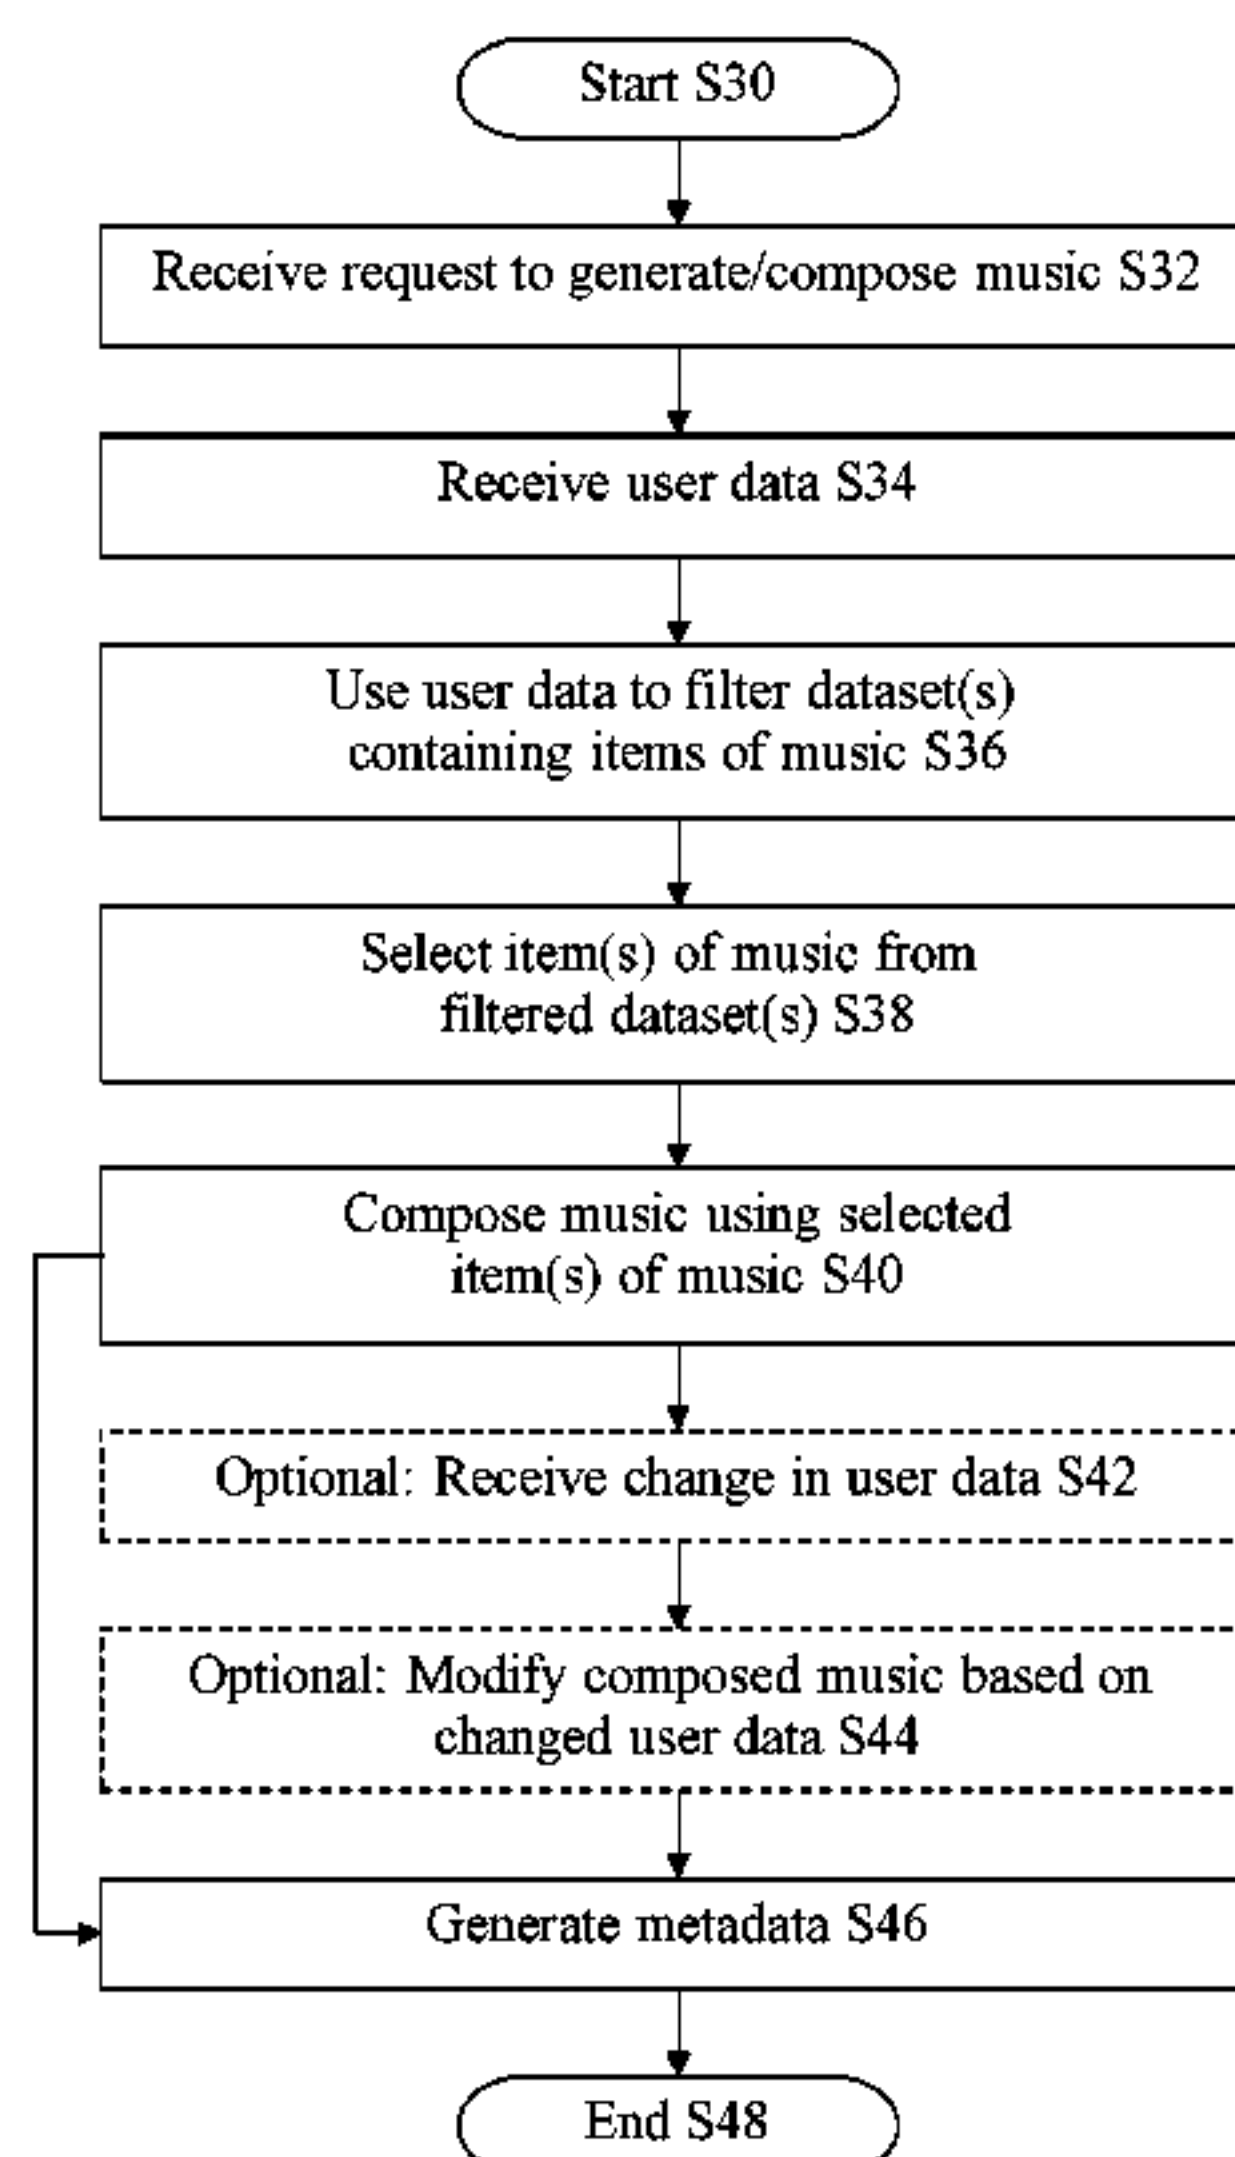 Start S30
Receive request to generate/compose music S32
Receive user data S34
Use user data to filter dataset(s)
containing items of music S36
Select item(s) of music from
filtered dataset(s) S38
Compose music using selected
item(s) of music S40
Optional: Receive change in user data S42
Optional: Modify composed music based on
changed user data S44
Generate metadata S46
End S48